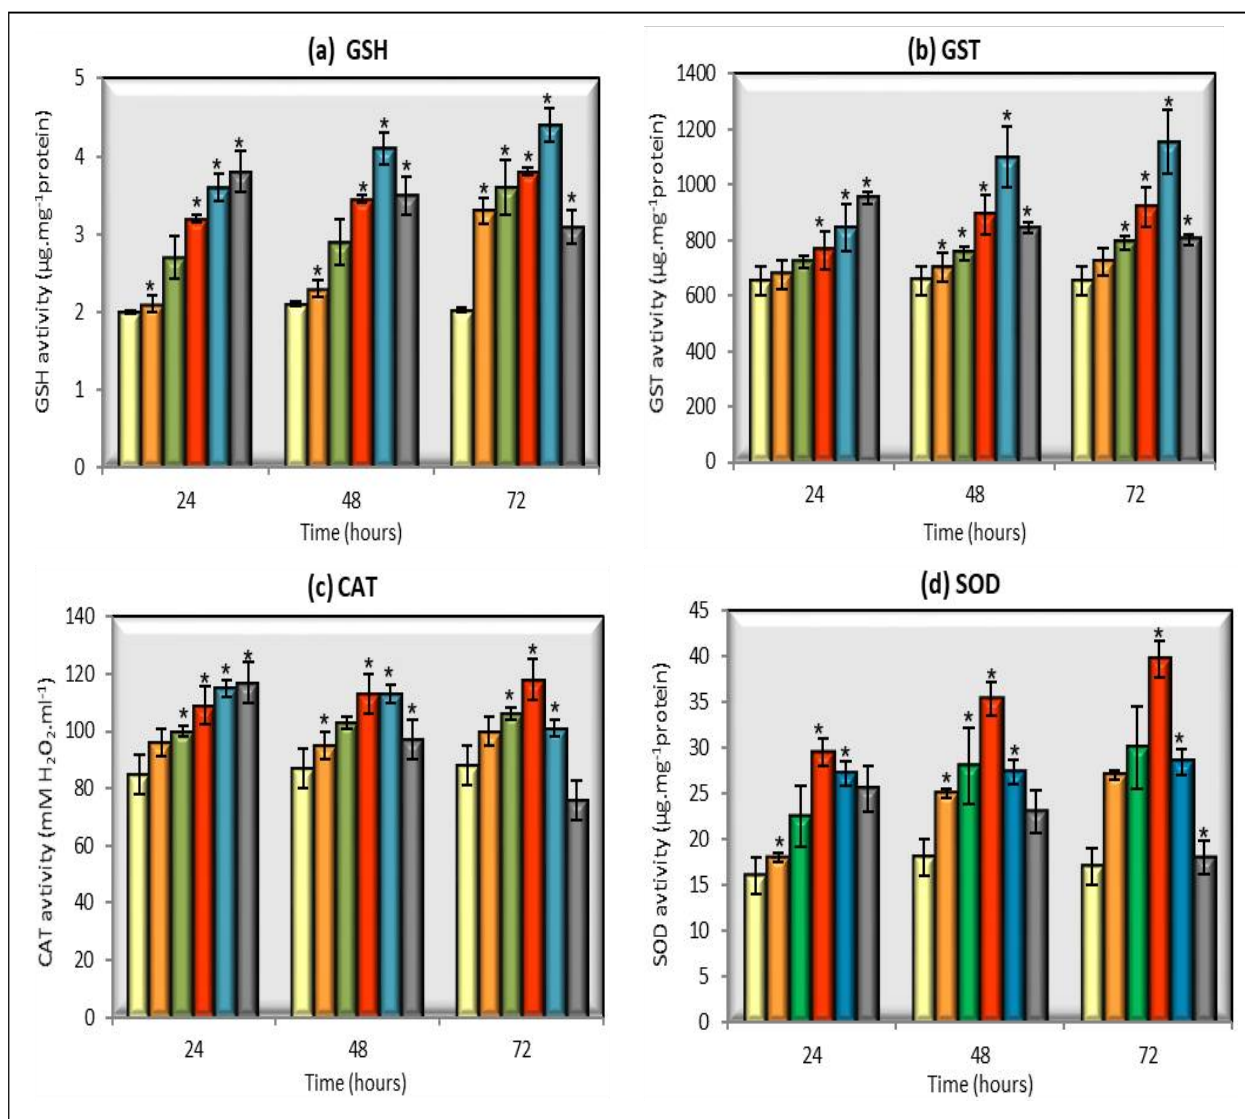 (a) GSH
GSH avtivity (µg.mg⁻¹protein)
5
4
3
2
1
0
* * * * *
* * * *
* * * * *
24 48 72
Time (hours)
(b) GST
GST avtivity (µg.mg⁻¹protein)
1400
1200
1000
800
600
400
200
0
* * *
* * * * *
* * * *
24 48 72
Time (hours)
(c) CAT
CAT avtivity (mM H₂O₂.ml⁻¹)
140
120
100
80
60
40
20
0
* * * *
* * * *
* * *
24 48 72
Time (hours)
(d) SOD
SOD avtivity (µg.mg⁻¹protein)
45
40
35
30
25
20
15
10
5
0
* * *
* * * *
* * *
24 48 72
Time (hours)